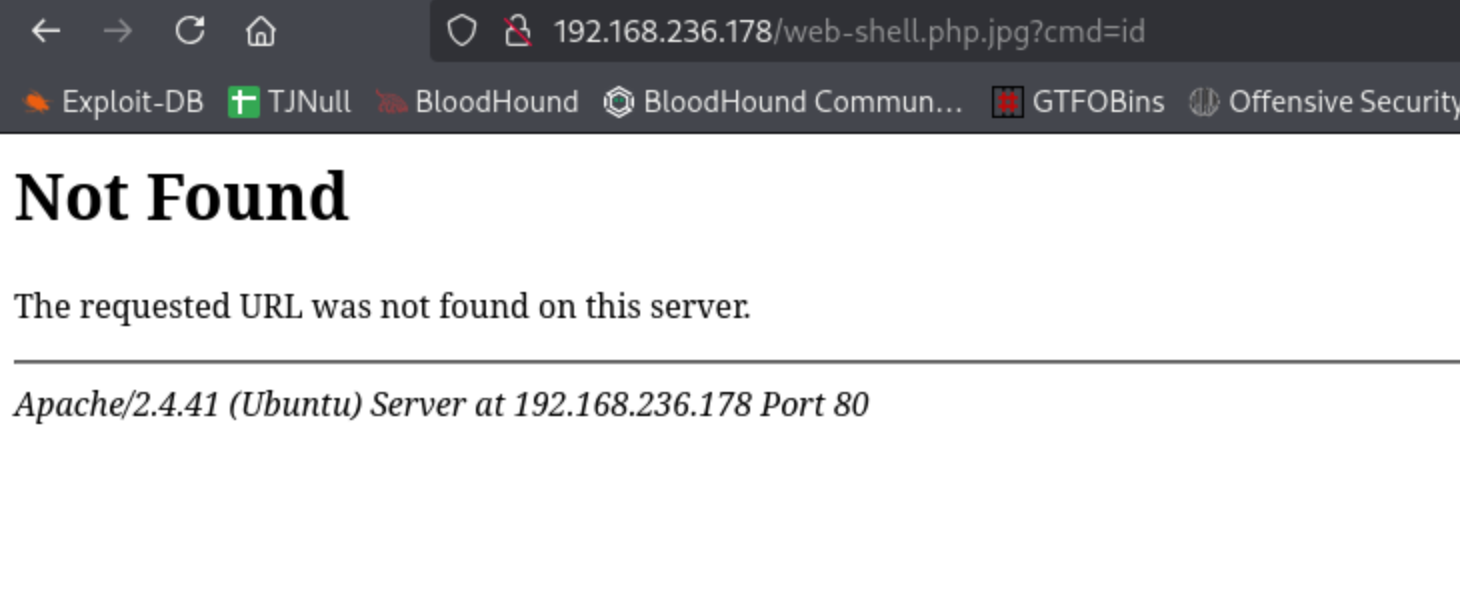 192.168.236.178/web-shell.php.jpg?cmd=id
Exploit-DB TJNull BloodHound BloodHound Commun… GTFOBins Offensive Security
Not Found
The requested URL was not found on this server.
Apache/2.4.41 (Ubuntu) Server at 192.168.236.178 Port 80